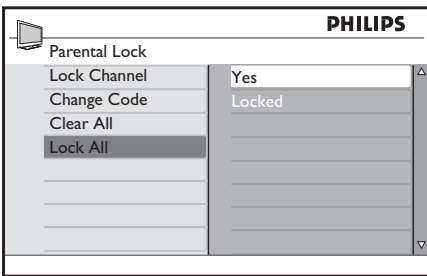 PHILIPS
Parental Lock
Lock Channel
Change Code
Clear All
Lock All
Yes
Locked